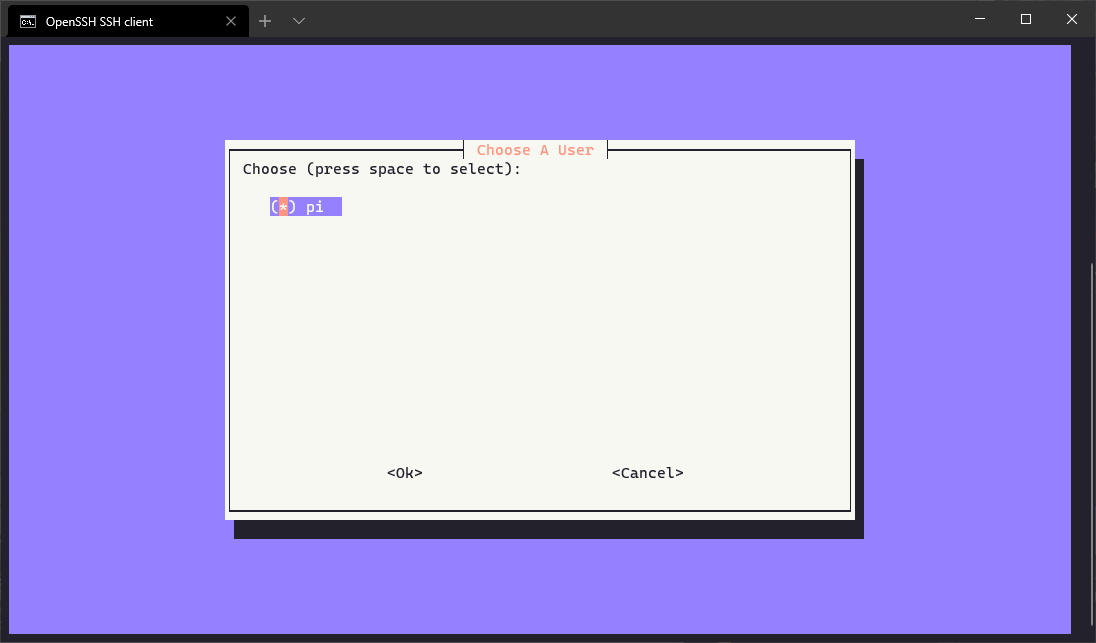 OpenSSH SSH client
Choose A User
Choose (press space to select):
(*) pi
<Ok>
<Cancel>